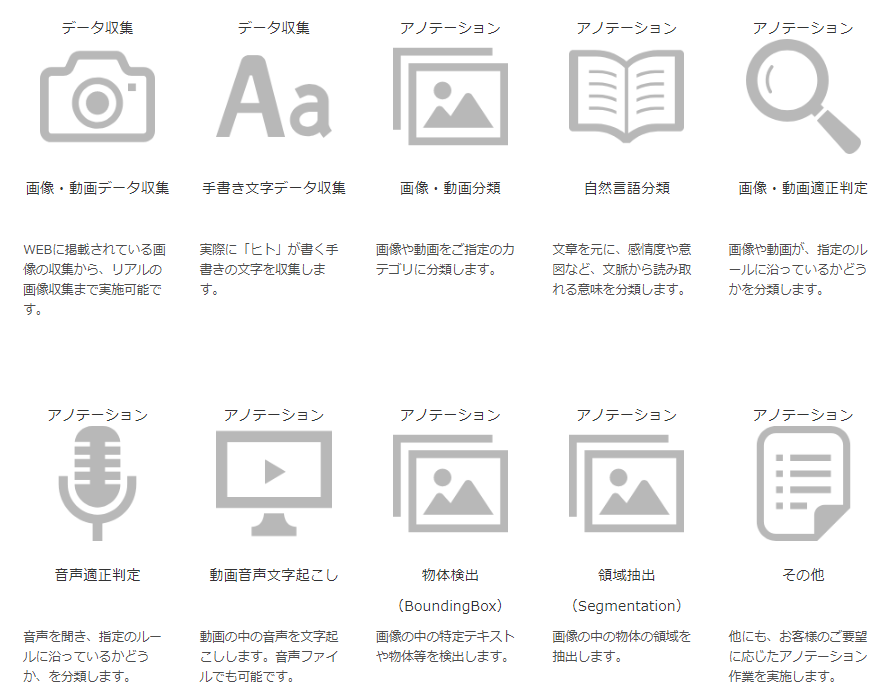 データ収集
データ収集
アノテーション
アノテーション
アノテーション
Aa
画像・動画データ収集
手書き文字データ収集
画像・動画分類
自然言語分類
画像・動画適正判定
WEBに掲載されている画
像の収集から、リアルの
画像収集まで実施可能で
す。
実際に「ヒト」が書く手
書きの文字を収集しま
す。
画像や動画をご指定のカ
テゴリに分類します。
文章を元に、感情度や意
図など、文脈から読み取
れる意味を分類します。
画像や動画が、指定のル
ールに沿っているかどう
かを分類します。
アノテーション
アノテーション
アノテーション
アノテーション
アノテーション
音声適正判定
動画音声文字起こし
物体検出
（BoundingBox）
領域抽出
（Segmentation）
その他
音声を聞き、指定のルー
ルに沿っているかどう
か、を分類します。
動画の中の音声を文字起
こしします。音声ファイ
ルでも可能です。
画像の中の特定テキスト
や物体等を検出します。
画像の中の物体の領域を
抽出します。
他にも、お客様のご要望
に応じたアノテーション
作業を実施します。